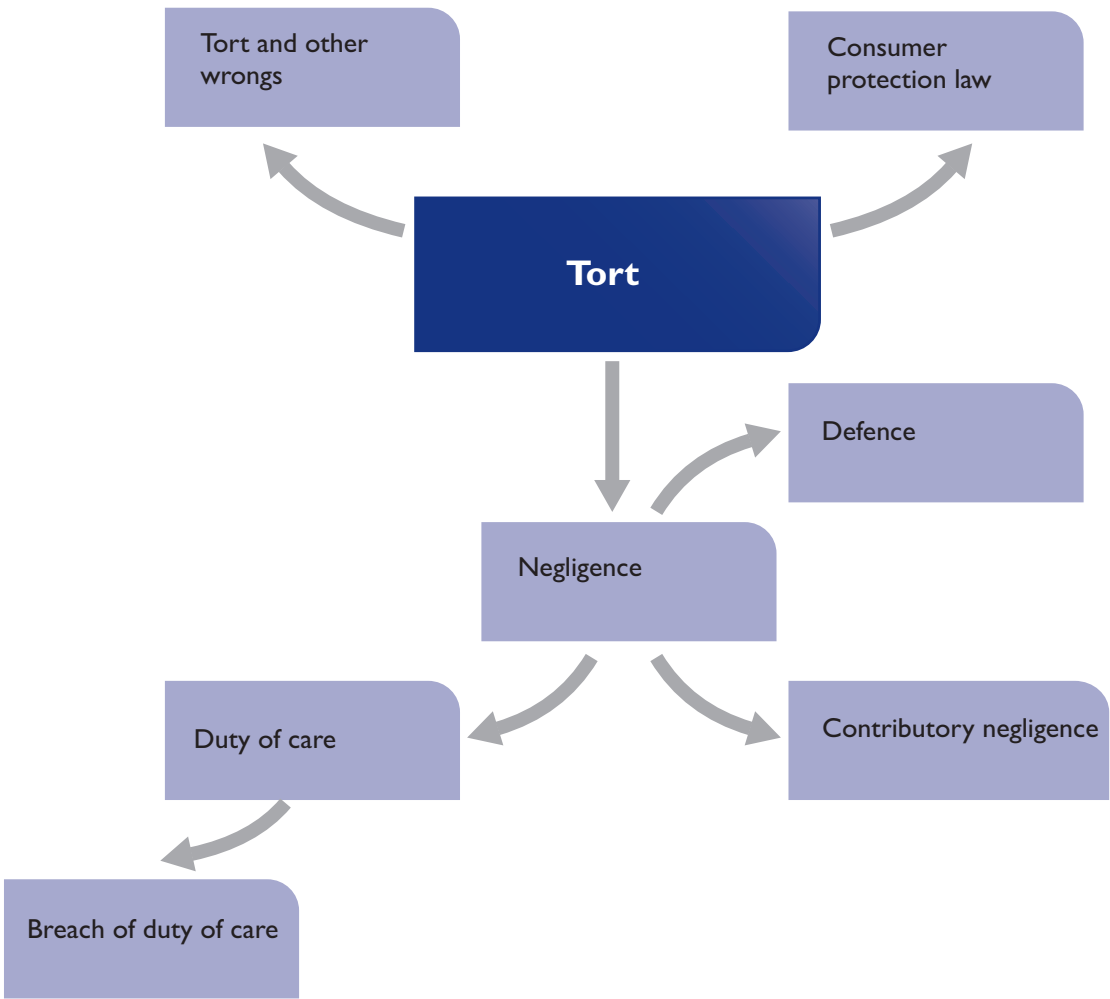 Tort and other
wrongs
Consumer
protection law
Tort
Defence
Negligence
Duty of care
Contributory negligence
Breach of duty of care